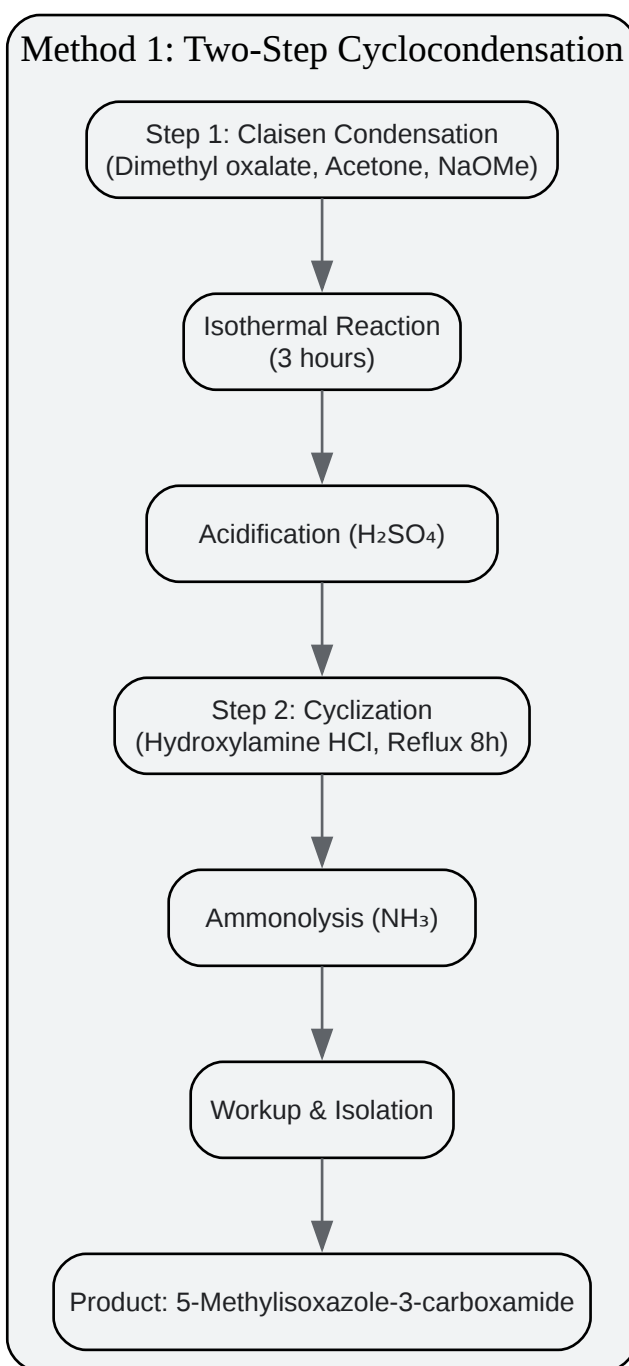 Method 1: Two-Step Cyclocondensation
Step 1: Claisen Condensation
(Dimethyl oxalate, Acetone, NaOMe)
Isothermal Reaction
(3 hours)
Acidification (H₂SO₄)
Step 2: Cyclization
(Hydroxylamine HCl, Reflux 8h)
Ammonolysis (NH₃)
Workup & Isolation
Product: 5-Methylisoxazole-3-carboxamide